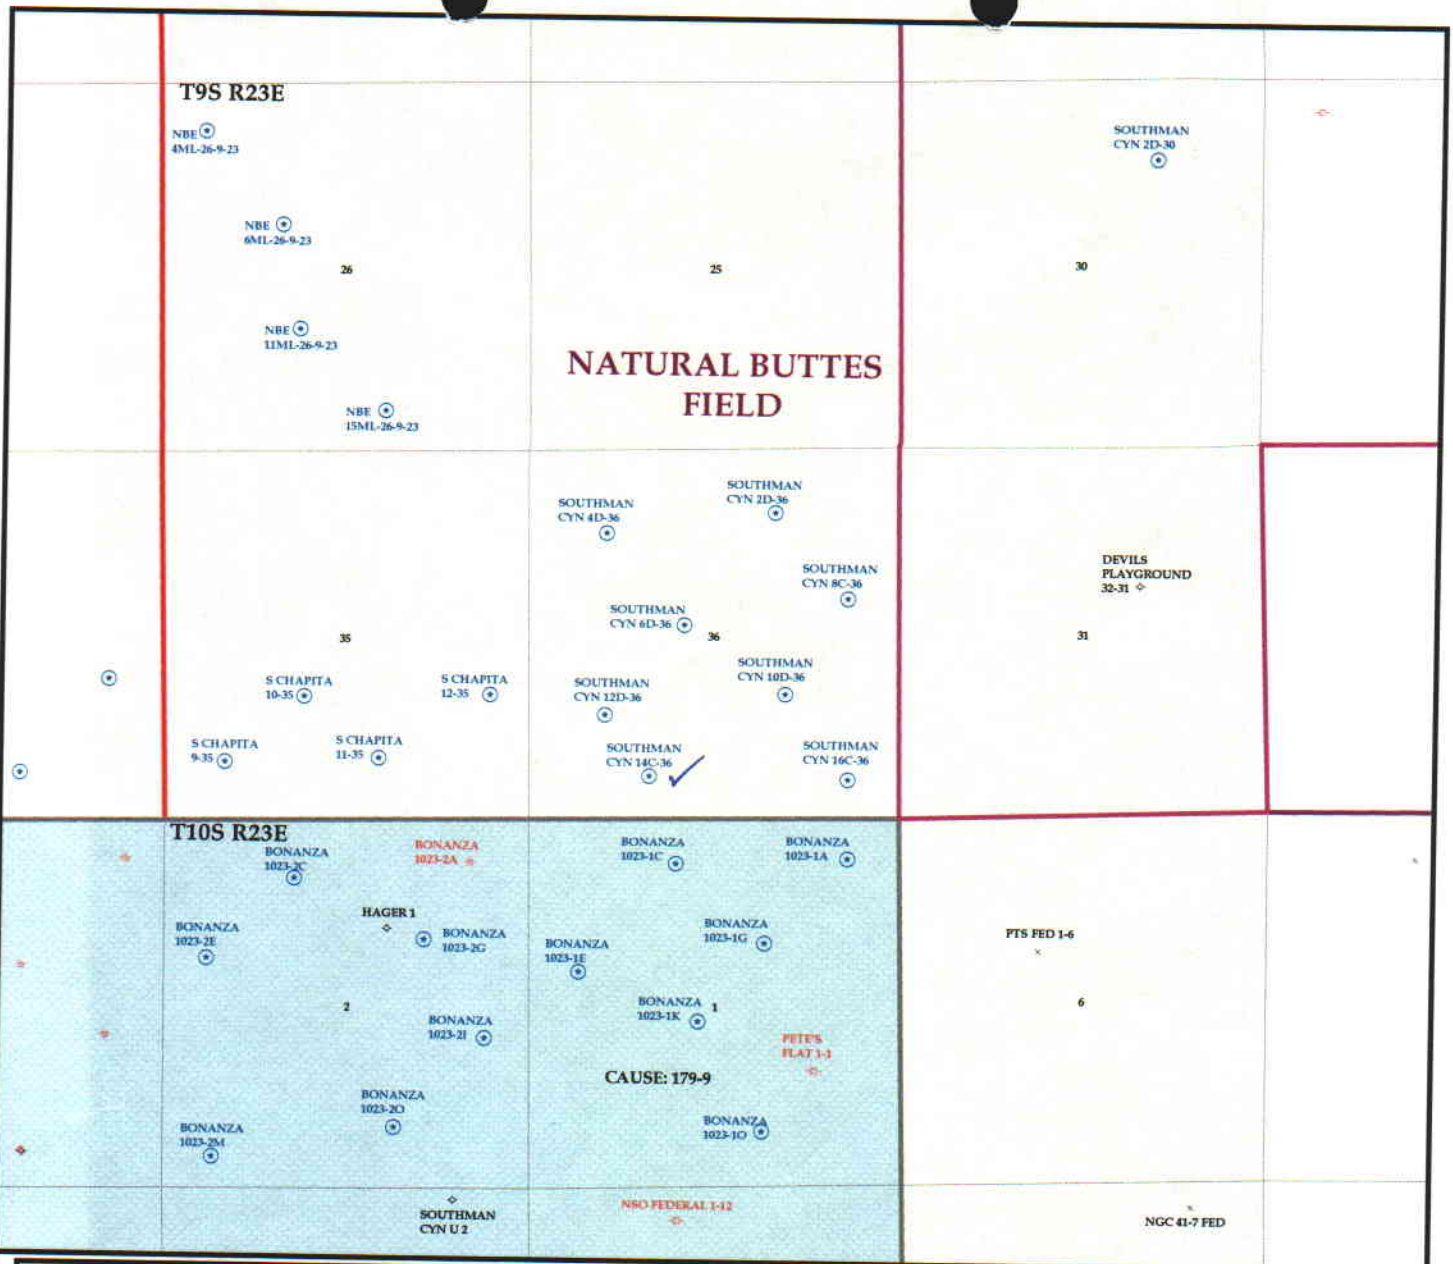 T9S R23E
NBE
4ML-26-9-23
SOUTHMAN
CYN 2D-30
NBE
6ML-26-9-23
26
25
30
NBE
11ML-26-9-23
NATURAL BUTTES
FIELD
NBE
15ML-26-9-23
SOUTHMAN
CYN 4D-36
SOUTHMAN
CYN 2D-36
SOUTHMAN
CYN 8C-36
DEVILS
PLAYGROUND
32-31
SOUTHMAN
CYN 6D-36
35
36
31
S CHAPITA
10-35
S CHAPITA
12-35
SOUTHMAN
CYN 12D-36
SOUTHMAN
CYN 10D-36
S CHAPITA
9-35
S CHAPITA
11-35
SOUTHMAN
CYN 14C-36
SOUTHMAN
CYN 16C-36
T10S R23E
BONANZA
1023-2C
BONANZA
1023-2A
BONANZA
1023-1C
BONANZA
1023-1A
HAGER 1
BONANZA
1023-2E
BONANZA
1023-2G
BONANZA
1023-1E
BONANZA
1023-1G
PTS FED 1-6
2
BONANZA
1023-2I
BONANZA
1023-1K
1
6
PETE'S
FLAT 1-1
CAUSE: 179-9
BONANZA
1023-2O
BONANZA
1023-2M
BONANZA
1023-1O
SOUTHMAN
CYN U 2
NSO FEDERAL 1-12
NGC 41-7 FED